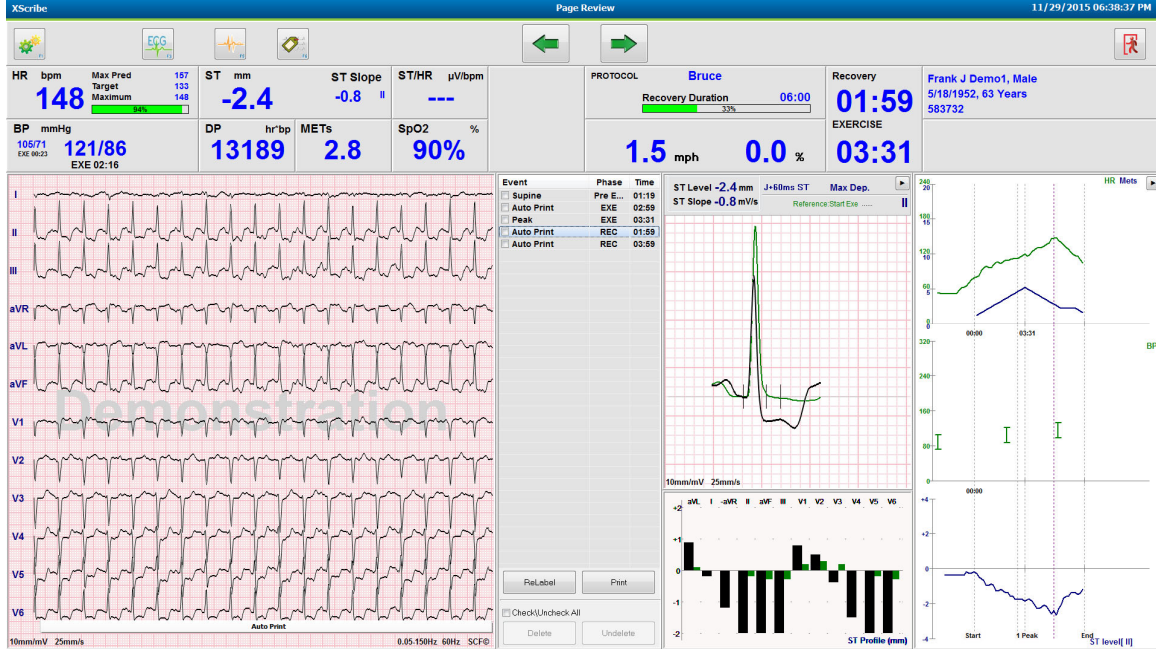 XScribe Page Review 11/29/2015 06:38:37 PM
ECG
HR bpm Max Pred 157
Target 133
Maximum 148
148 94%
ST mm ST Slope
-2.4 -0.8 II
ST/HR µV/bpm
---
PROTOCOL Bruce
Recovery Duration 06:00
33%
Recovery
01:59
EXERCISE
03:31
Frank J Demo1, Male
5/18/1952, 63 Years
583732
BP mmHg
105/71 121/86
EXE 00:23 EXE 02:16
DP hr*bp
13189
METs
2.8
SpO2 %
90%
1.5 mph 0.0 %
I
II
III
aVR
aVL
aVF
V1
V2
V3
V4
V5
V6
Demonstration
Auto Print
10mm/mV 25mm/s 0.05-150Hz 60Hz SCF©
Event Phase Time
Supine Pre E... 01:19
Auto Print EXE 02:59
Peak EXE 03:31
Auto Print REC 01:59
Auto Print REC 03:59
ReLabel Print
Check\Uncheck All
Delete Undelete
ST Level -2.4 mm J+60ms ST Max Dep.
ST Slope -0.8 mV/s Reference:Start Exe ...... II
10mm/mV 25mm/s
aVL I -aVR II aVF III V1 V2 V3 V4 V5 V6
+2
+1
0
-1
-2
ST Profile (mm)
HR Mets
240
20
180
15
120
10
60
5
0
0
00:00 03:31
320
BP
240
160
80
0
00:00
+4
+2
0
-2
-4
Start 1 Peak End
ST level[ II]